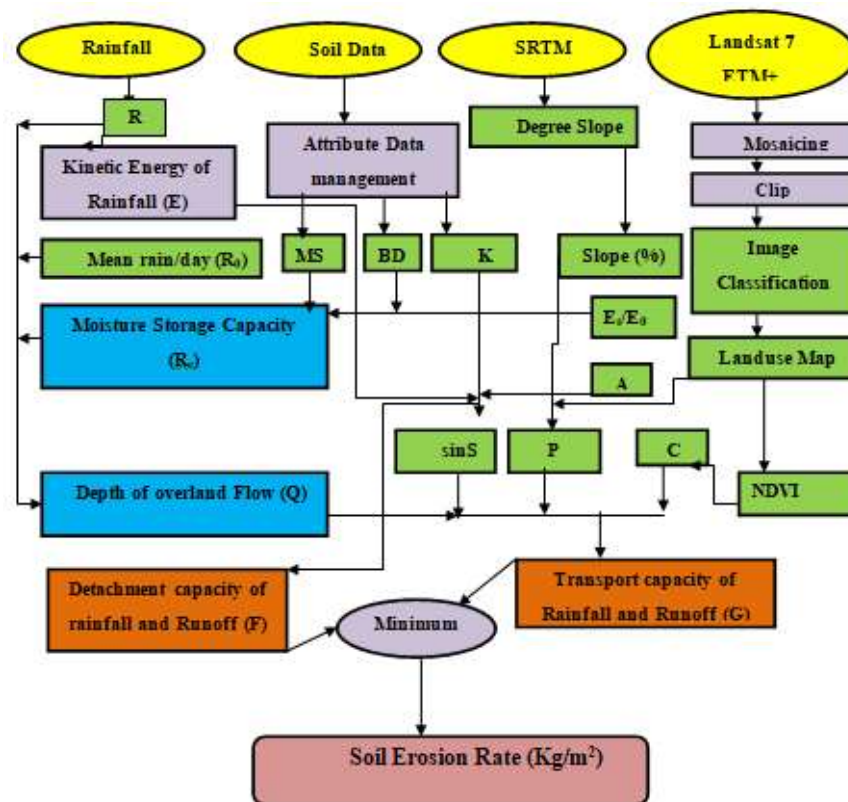 Rainfall
Soil Data
SRTM
Landsat 7
ETM+
R
Degree Slope
Attribute Data
management
Mosaicing
Kinetic Energy of
Rainfall (E)
Clip
Mean rain/day (R₀)
MS
BD
K
Slope (%)
Image
Classification
Moisture Storage Capacity
(Rc)
Et/E0
Landuse Map
A
sinS
P
C
Depth of overland Flow (Q)
NDVI
Detachment capacity of
rainfall and Runoff (F)
Transport capacity of
Rainfall and Runoff (G)
Minimum
Soil Erosion Rate (Kg/m²)